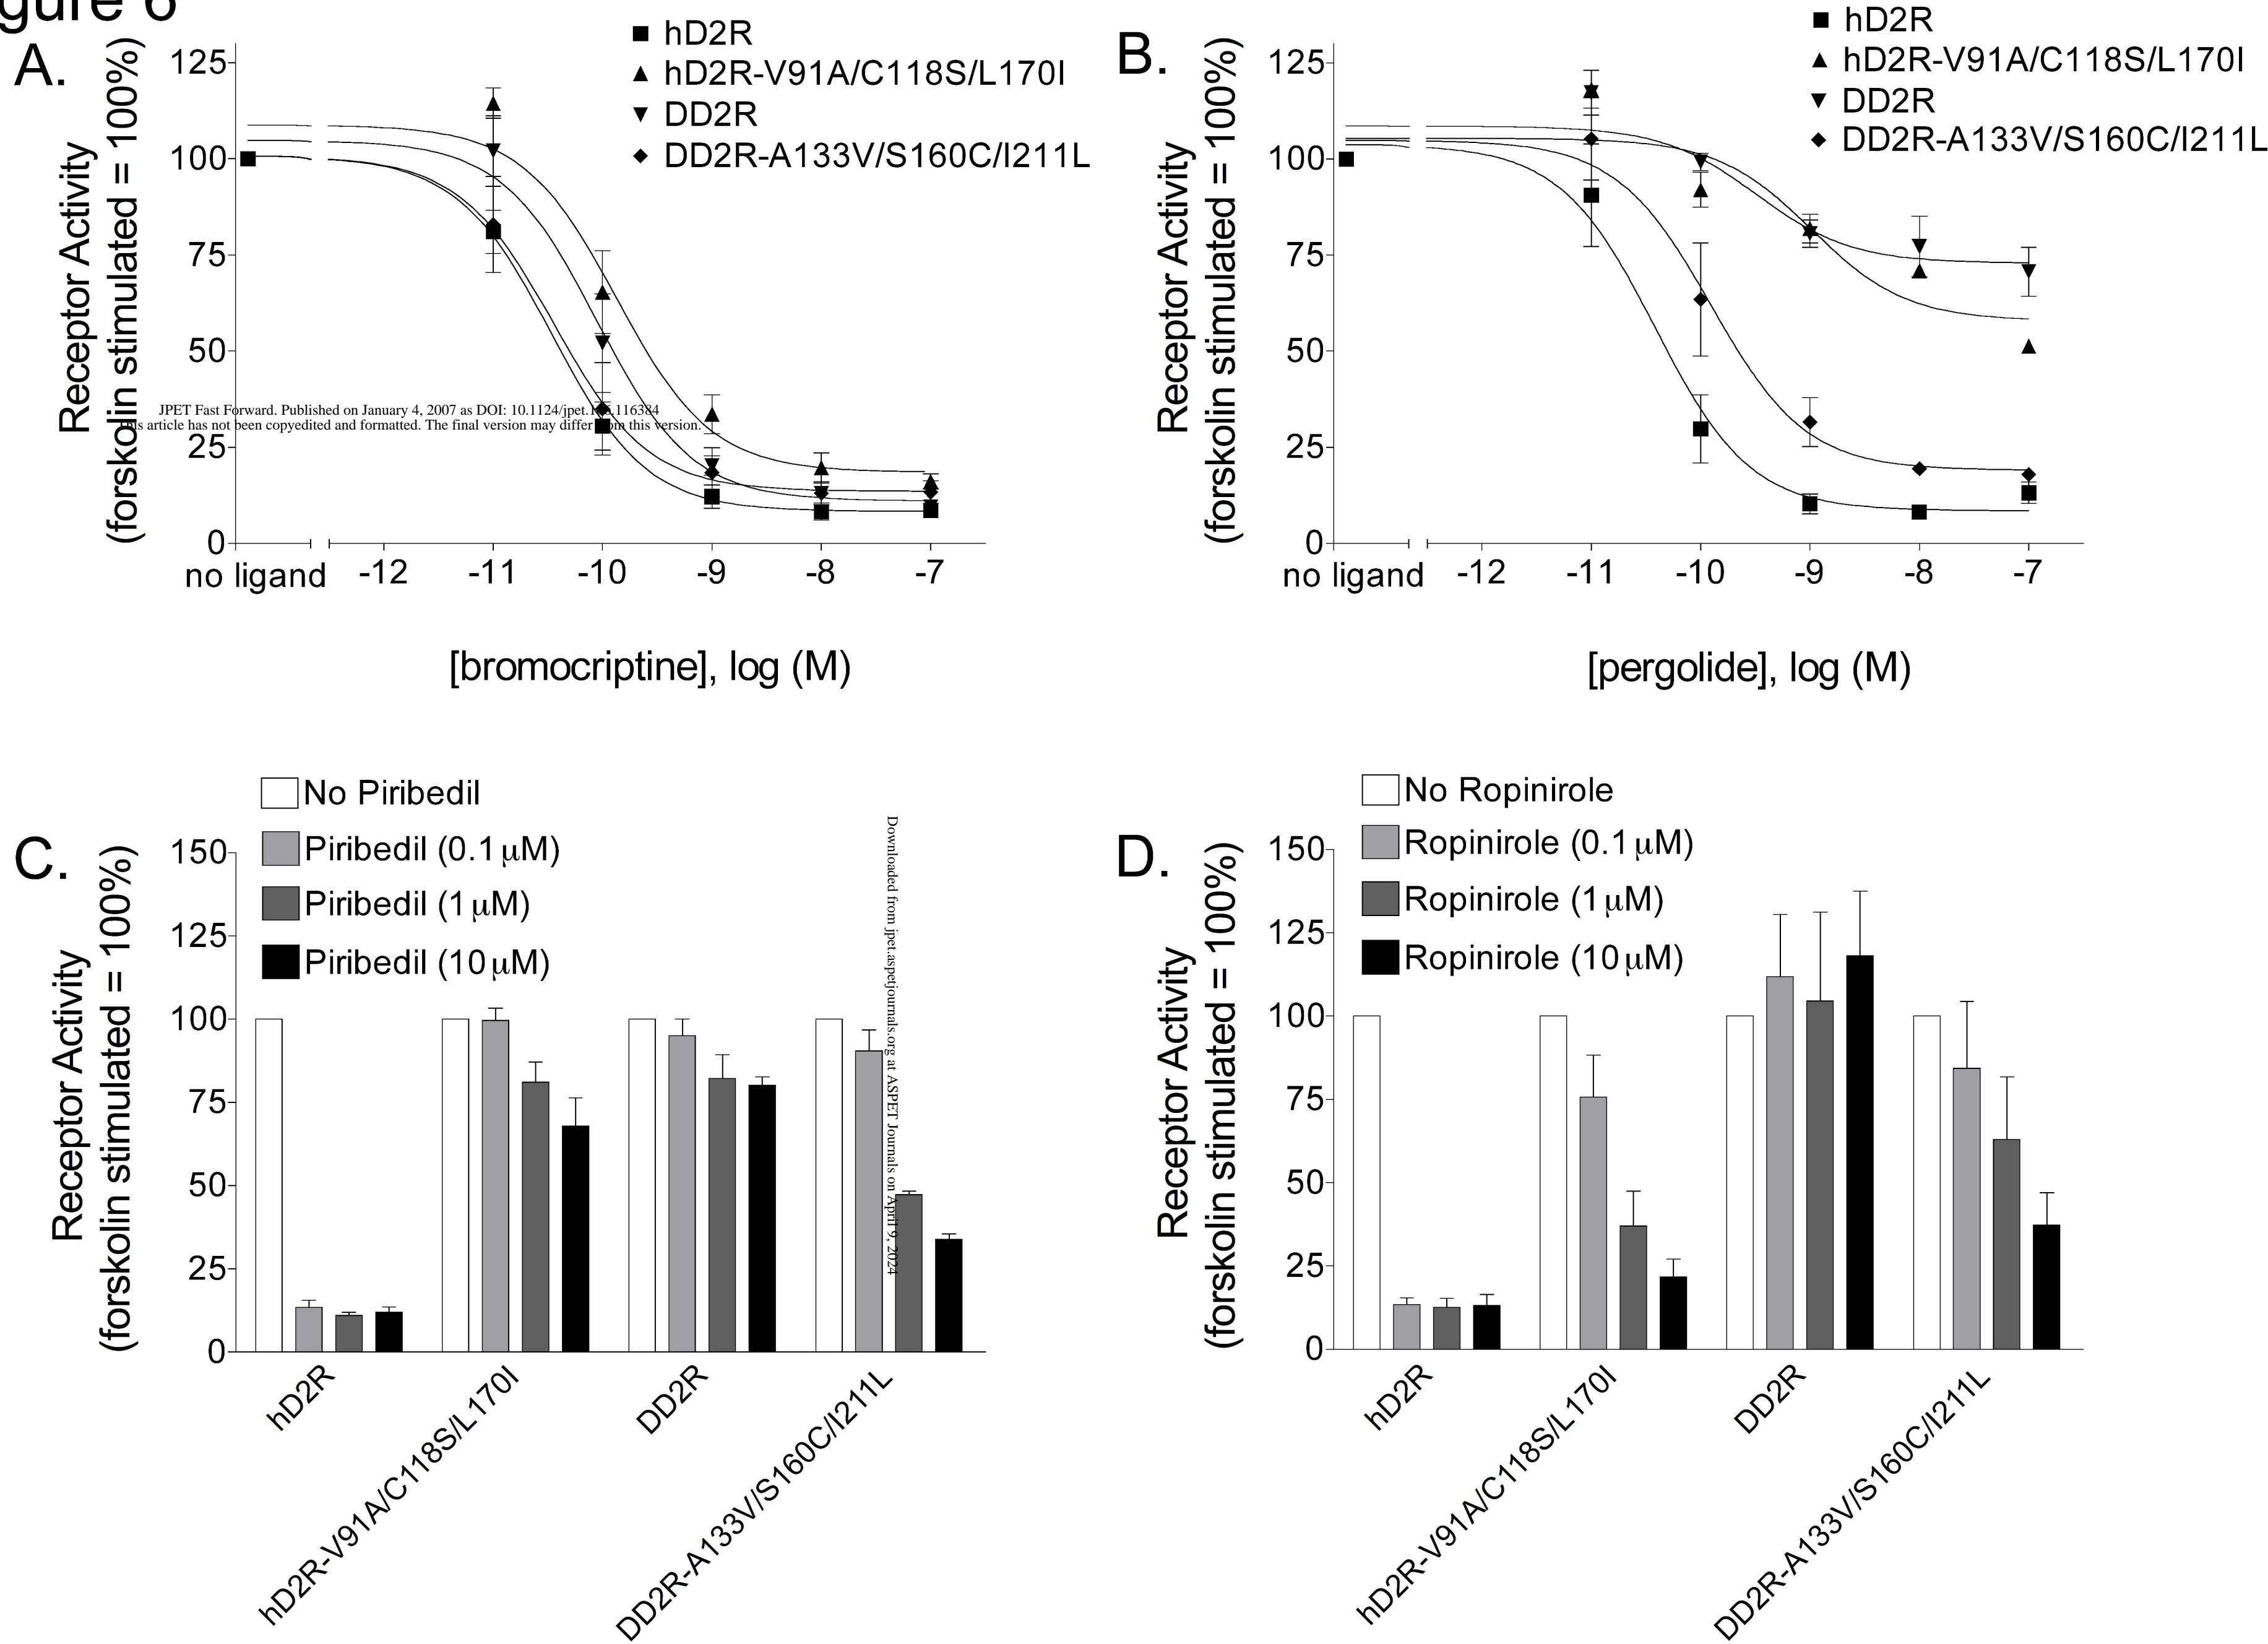 gure 6
A.
hD2R
hD2R-V91A/C118S/L170I
DD2R
DD2R-A133V/S160C/I211L
Receptor Activity
(forskolin stimulated = 100%)
125
100
75
50
25
0
no ligand -12 -11 -10 -9 -8 -7
[bromocriptine], log (M)
JPET Fast Forward. Published on January 4, 2007 as DOI: 10.1124/jpet. 116384
This article has not been copyedited and formatted. The final version may differ from this version.
B.
hD2R
hD2R-V91A/C118S/L170I
DD2R
DD2R-A133V/S160C/I211L
Receptor Activity
(forskolin stimulated = 100%)
125
100
75
50
25
0
no ligand -12 -11 -10 -9 -8 -7
[pergolide], log (M)
C.
No Piribedil
Piribedil (0.1 μM)
Piribedil (1 μM)
Piribedil (10 μM)
Receptor Activity
(forskolin stimulated = 100%)
150
125
100
75
50
25
0
hD2R
hD2R-V91A/C118S/L170I
DD2R
DD2R-A133V/S160C/I211L
Downloaded from jpet.aspetjournals.org at ASPET Journals on April 9, 2024
D.
No Ropinirole
Ropinirole (0.1 μM)
Ropinirole (1 μM)
Ropinirole (10 μM)
Receptor Activity
(forskolin stimulated = 100%)
150
125
100
75
50
25
0
hD2R
hD2R-V91A/C118S/L170I
DD2R
DD2R-A133V/S160C/I211L